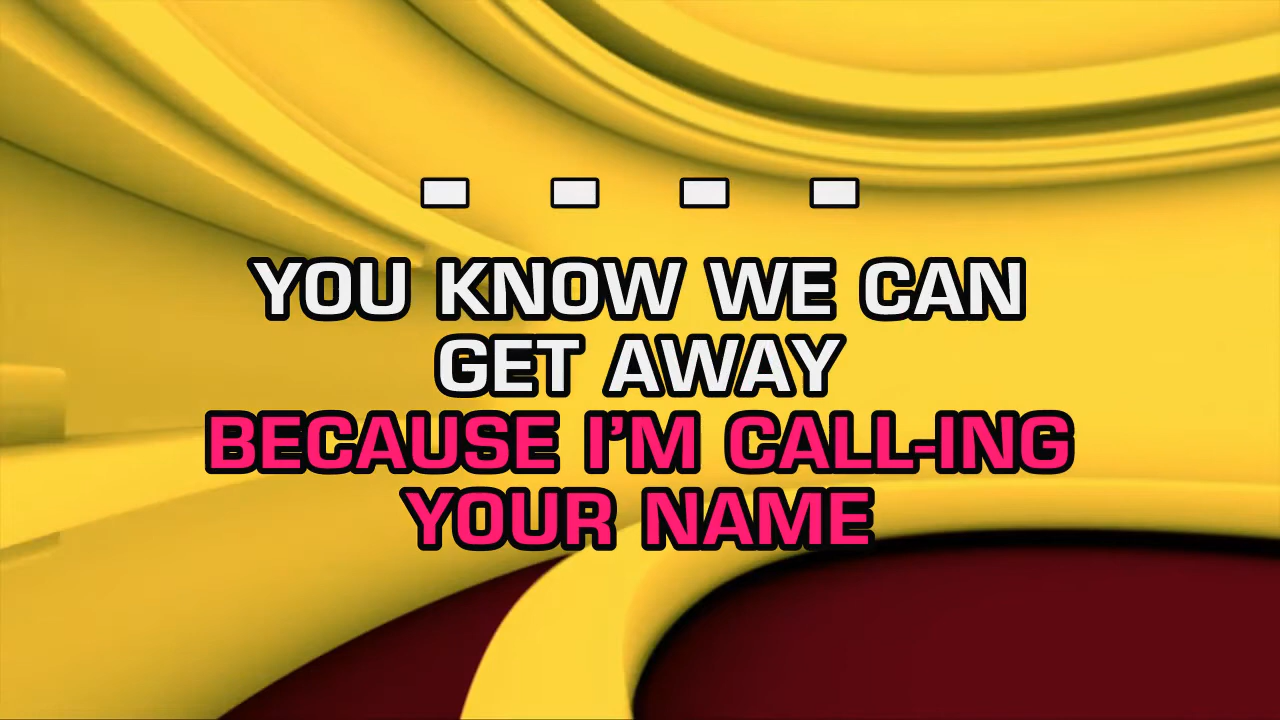 - - - -
YOU KNOW WE CAN
GET AWAY
BECAUSE I’M CALL-ING
YOUR NAME